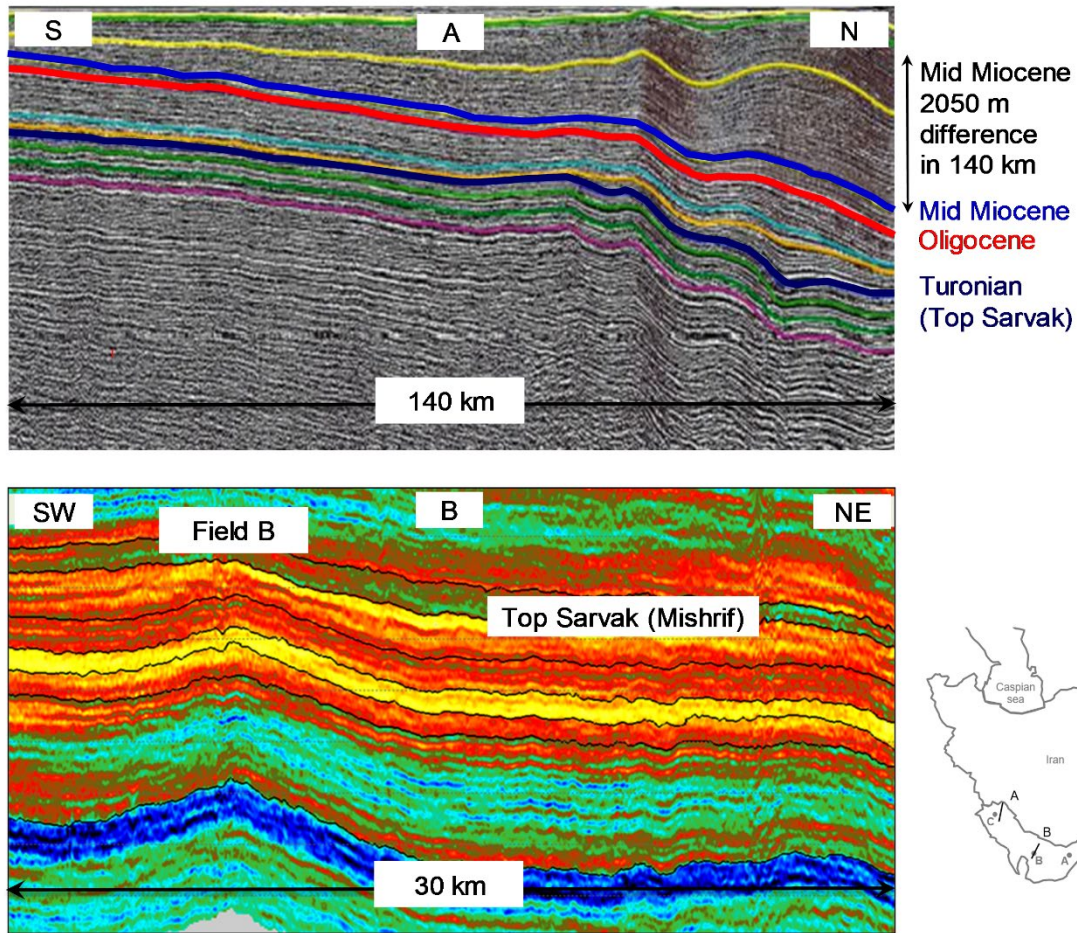 S
A
N
Mid Miocene
2050 m
difference
in 140 km
Mid Miocene
Oligocene
Turonian
(Top Sarvak)
140 km
SW
B
NE
Field B
Top Sarvak (Mishrif)
30 km
Caspian
sea
Iran
A
C
B
B
A